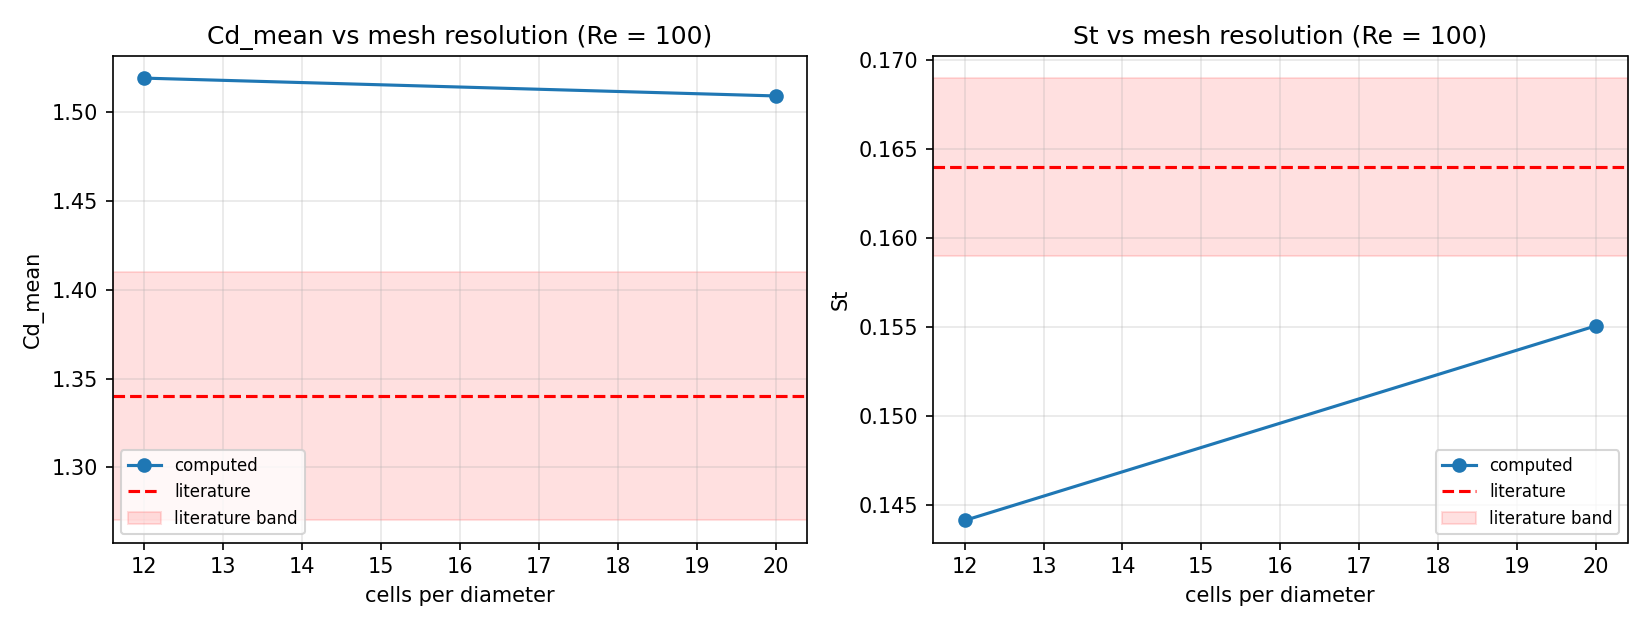 Cd_mean vs mesh resolution (Re = 100)
Cd_mean
1.50
1.45
1.40
1.35
1.30
computed
literature
literature band
12 13 14 15 16 17 18 19 20
cells per diameter
St vs mesh resolution (Re = 100)
St
0.170
0.165
0.160
0.155
0.150
0.145
computed
literature
literature band
12 13 14 15 16 17 18 19 20
cells per diameter